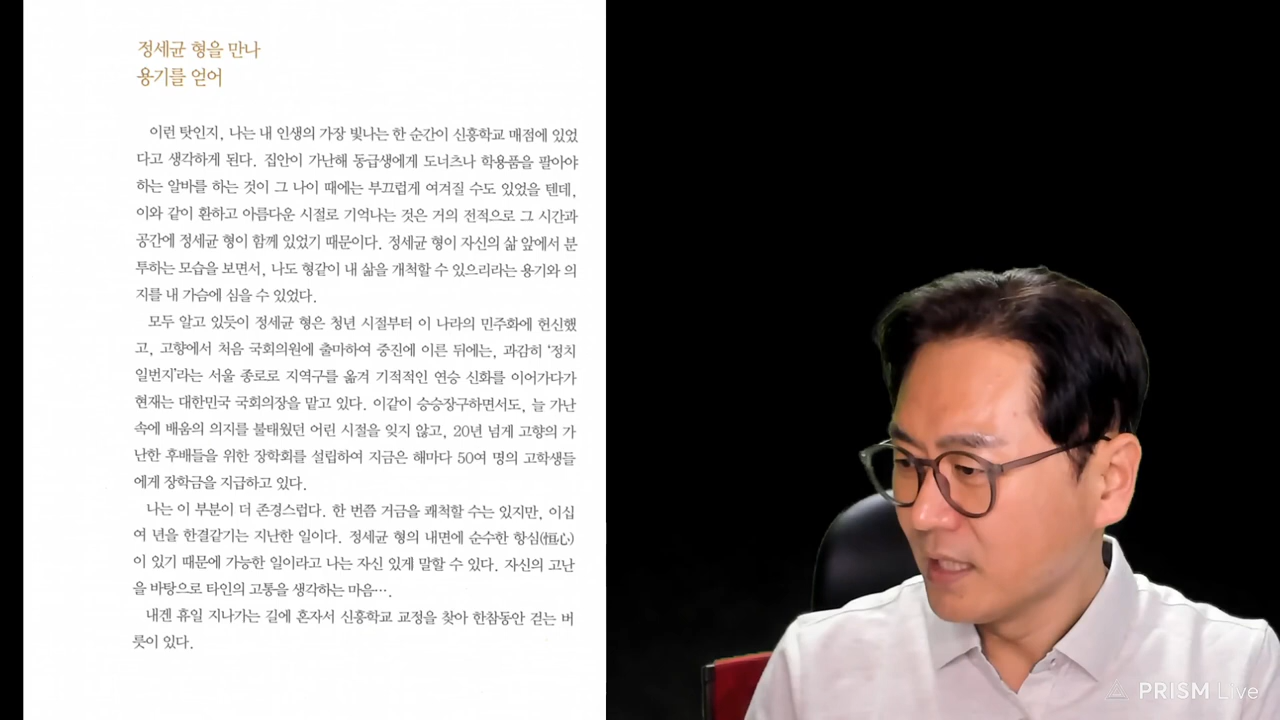 정세균 형을 만나
용기를 얻어
이런 탓인지, 나는 내 인생의 가장 빛나는 한 순간이 신흥학교 매점에 있었
다고 생각하게 된다. 집안이 가난해 동급생에게 도너츠나 학용품을 팔아야
하는 알바를 하는 것이 그 나이 때에는 부끄럽게 여겨질 수도 있었을 텐데,
이와 같이 환하고 아름다운 시절로 기억나는 것은 거의 전적으로 그 시간과
공간에 정세균 형이 함께 있었기 때문이다. 정세균 형이 자신의 삶 앞에서 분
투하는 모습을 보면서, 나도 형같이 내 삶을 개척할 수 있으리라는 용기와 의
지를 내 가슴에 심을 수 있었다.
모두 알고 있듯이 정세균 형은 청년 시절부터 이 나라의 민주화에 헌신했
고, 고향에서 처음 국회의원에 출마하여 중진에 이른 뒤에는, 과감히 ‘정치
일번지’라는 서울 종로로 지역구를 옮겨 기적적인 연승 신화를 이어가다가
현재는 대한민국 국회의장을 맡고 있다. 이같이 승승장구하면서도, 늘 가난
속에 배움의 의지를 불태웠던 어린 시절을 잊지 않고, 20년 넘게 고향의 가
난한 후배들을 위한 장학회를 설립하여 지금은 해마다 50여 명의 고학생들
에게 장학금을 지급하고 있다.
나는 이 부분이 더 존경스럽다. 한 번쯤 거금을 쾌척할 수는 있지만, 이십
여 년을 한결같기는 지난한 일이다. 정세균 형의 내면에 순수한 항심(恒心)
이 있기 때문에 가능한 일이라고 나는 자신 있게 말할 수 있다. 자신의 고난
을 바탕으로 타인의 고통을 생각하는 마음….
내겐 휴일 지나가는 길에 혼자서 신흥학교 교정을 찾아 한참동안 걷는 버
릇이 있다.
PRISM Live